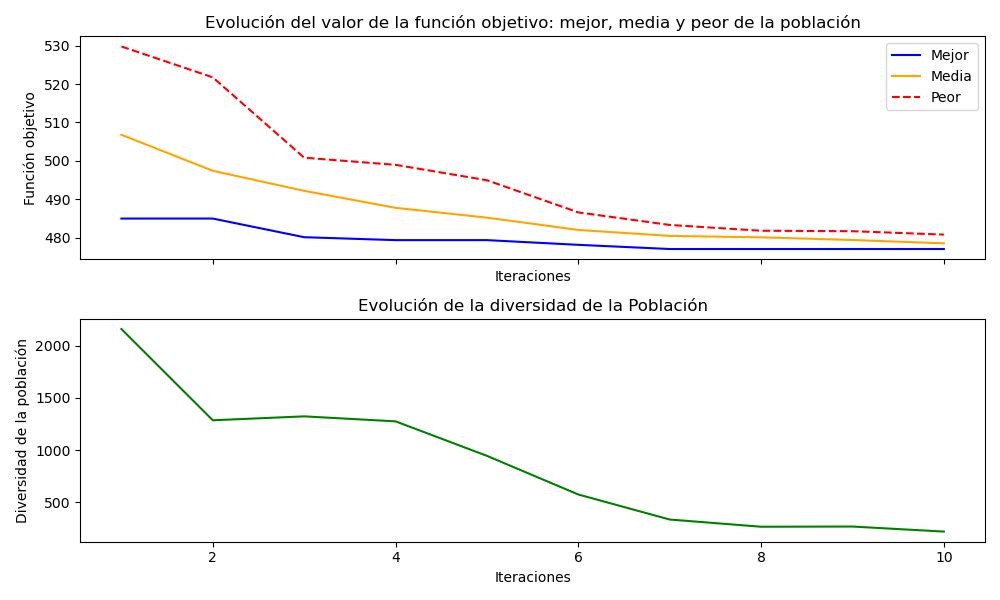 Evolución del valor de la función objetivo: mejor, media y peor de la población
Función objetivo
530
520
510
500
490
480
Mejor
Media
Peor
Iteraciones
Evolución de la diversidad de la Población
Diversidad de la población
2000
1500
1000
500
2 4 6 8 10
Iteraciones